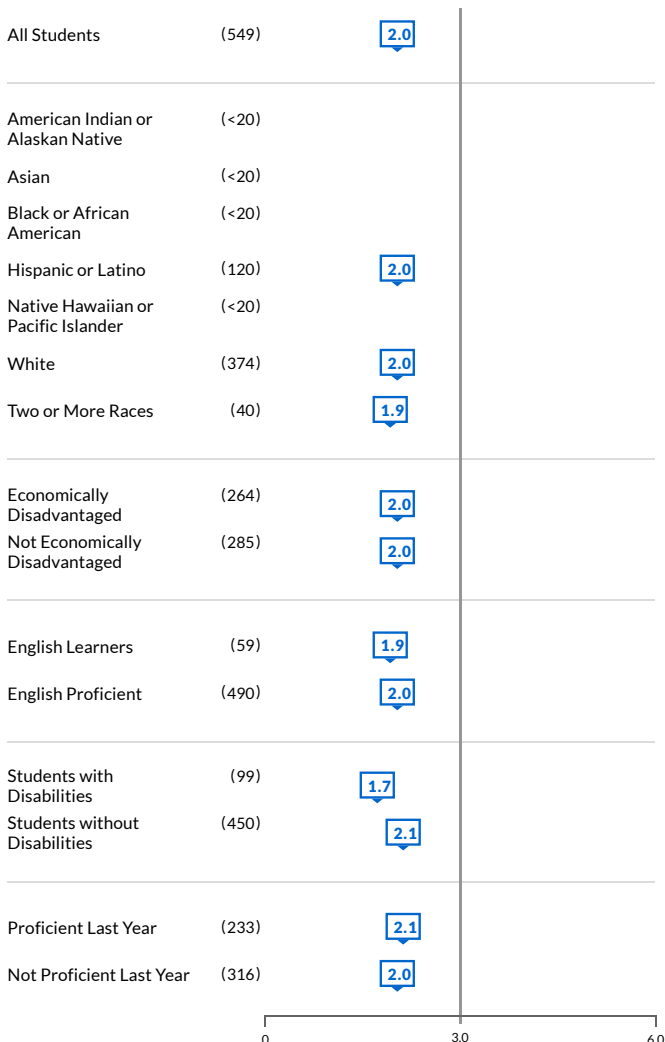 All Students (549) 2.0
American Indian or (<20)
Alaskan Native
Asian (<20)
Black or African (<20)
American
Hispanic or Latino (120) 2.0
Native Hawaiian or (<20)
Pacific Islander
White (374) 2.0
Two or More Races (40) 1.9
Economically (264) 2.0
Disadvantaged
Not Economically (285) 2.0
Disadvantaged
English Learners (59) 1.9
English Proficient (490) 2.0
Students with (99) 1.7
Disabilities
Students without (450) 2.1
Disabilities
Proficient Last Year (233) 2.1
Not Proficient Last Year (316) 2.0
0 3.0 6.0